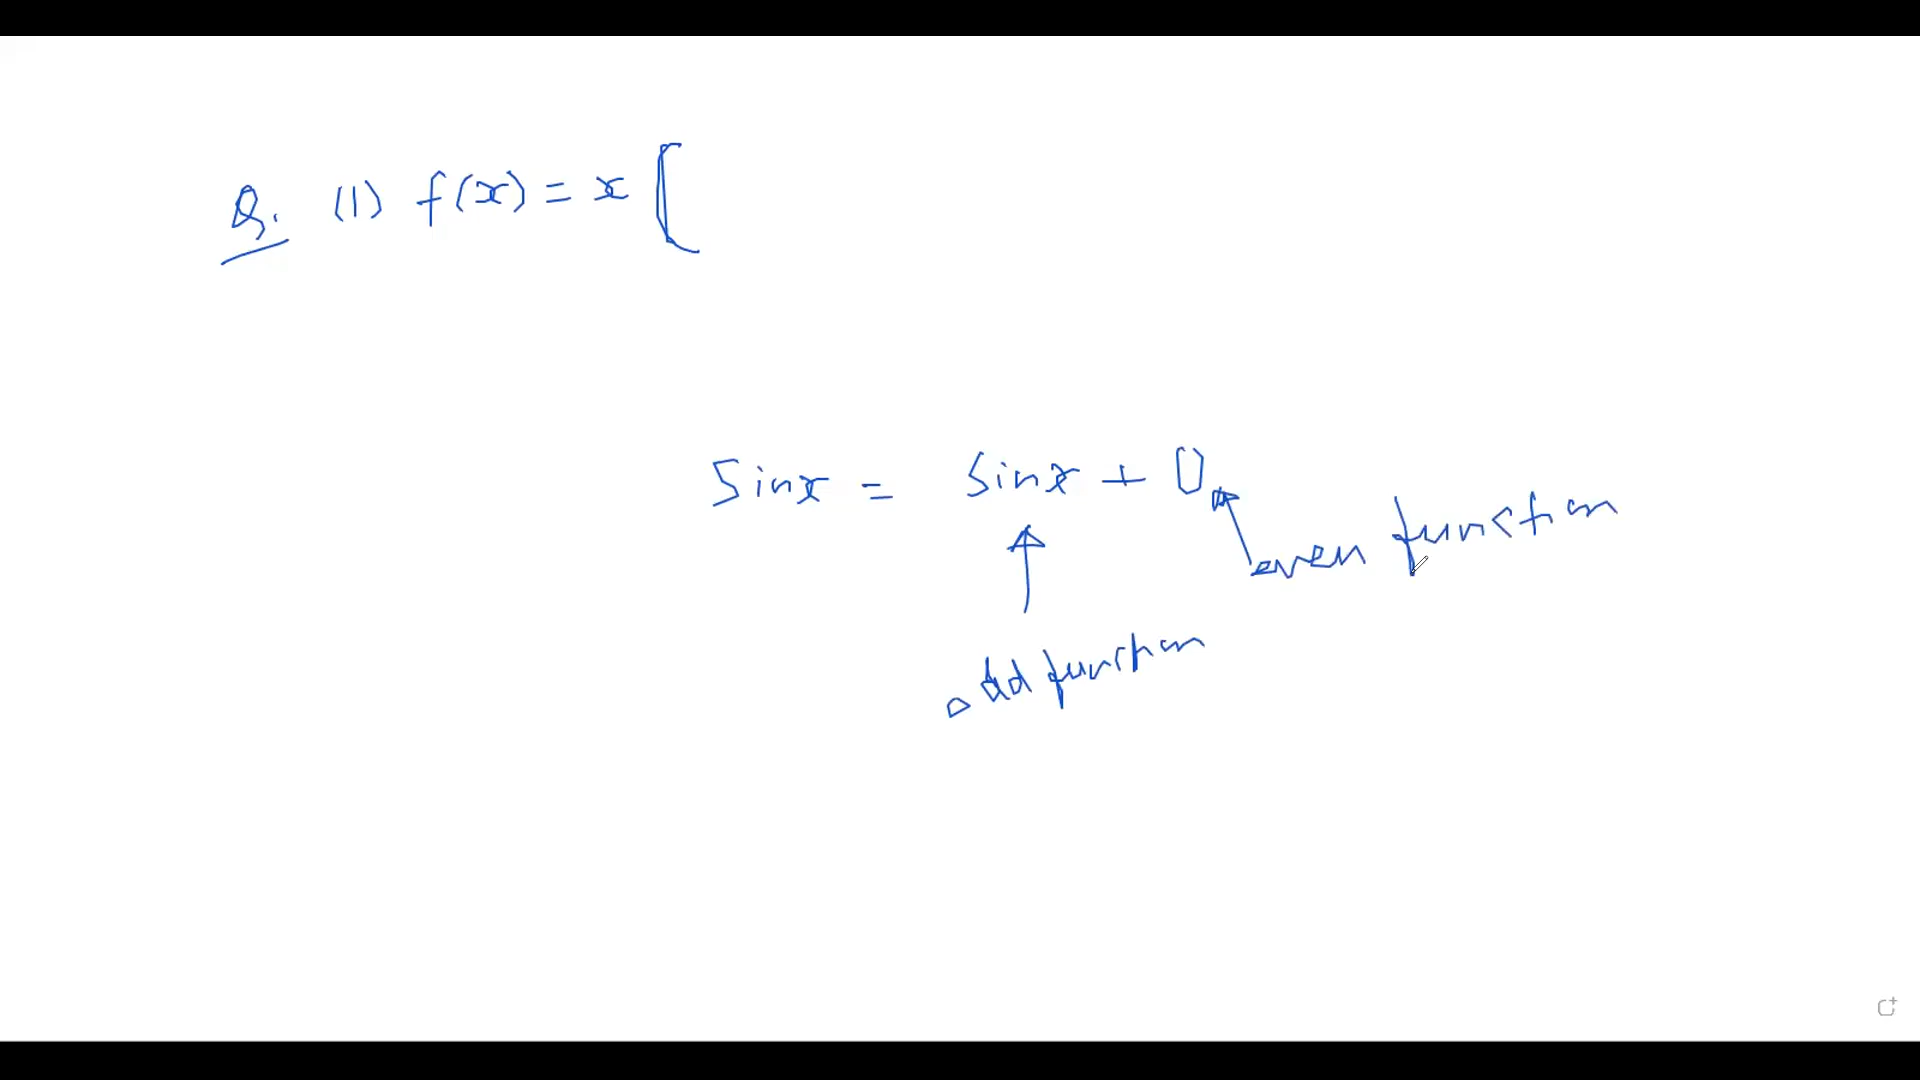 Q. (1) f(x) = x [
Sinx = Sinx + 0
even function
odd function